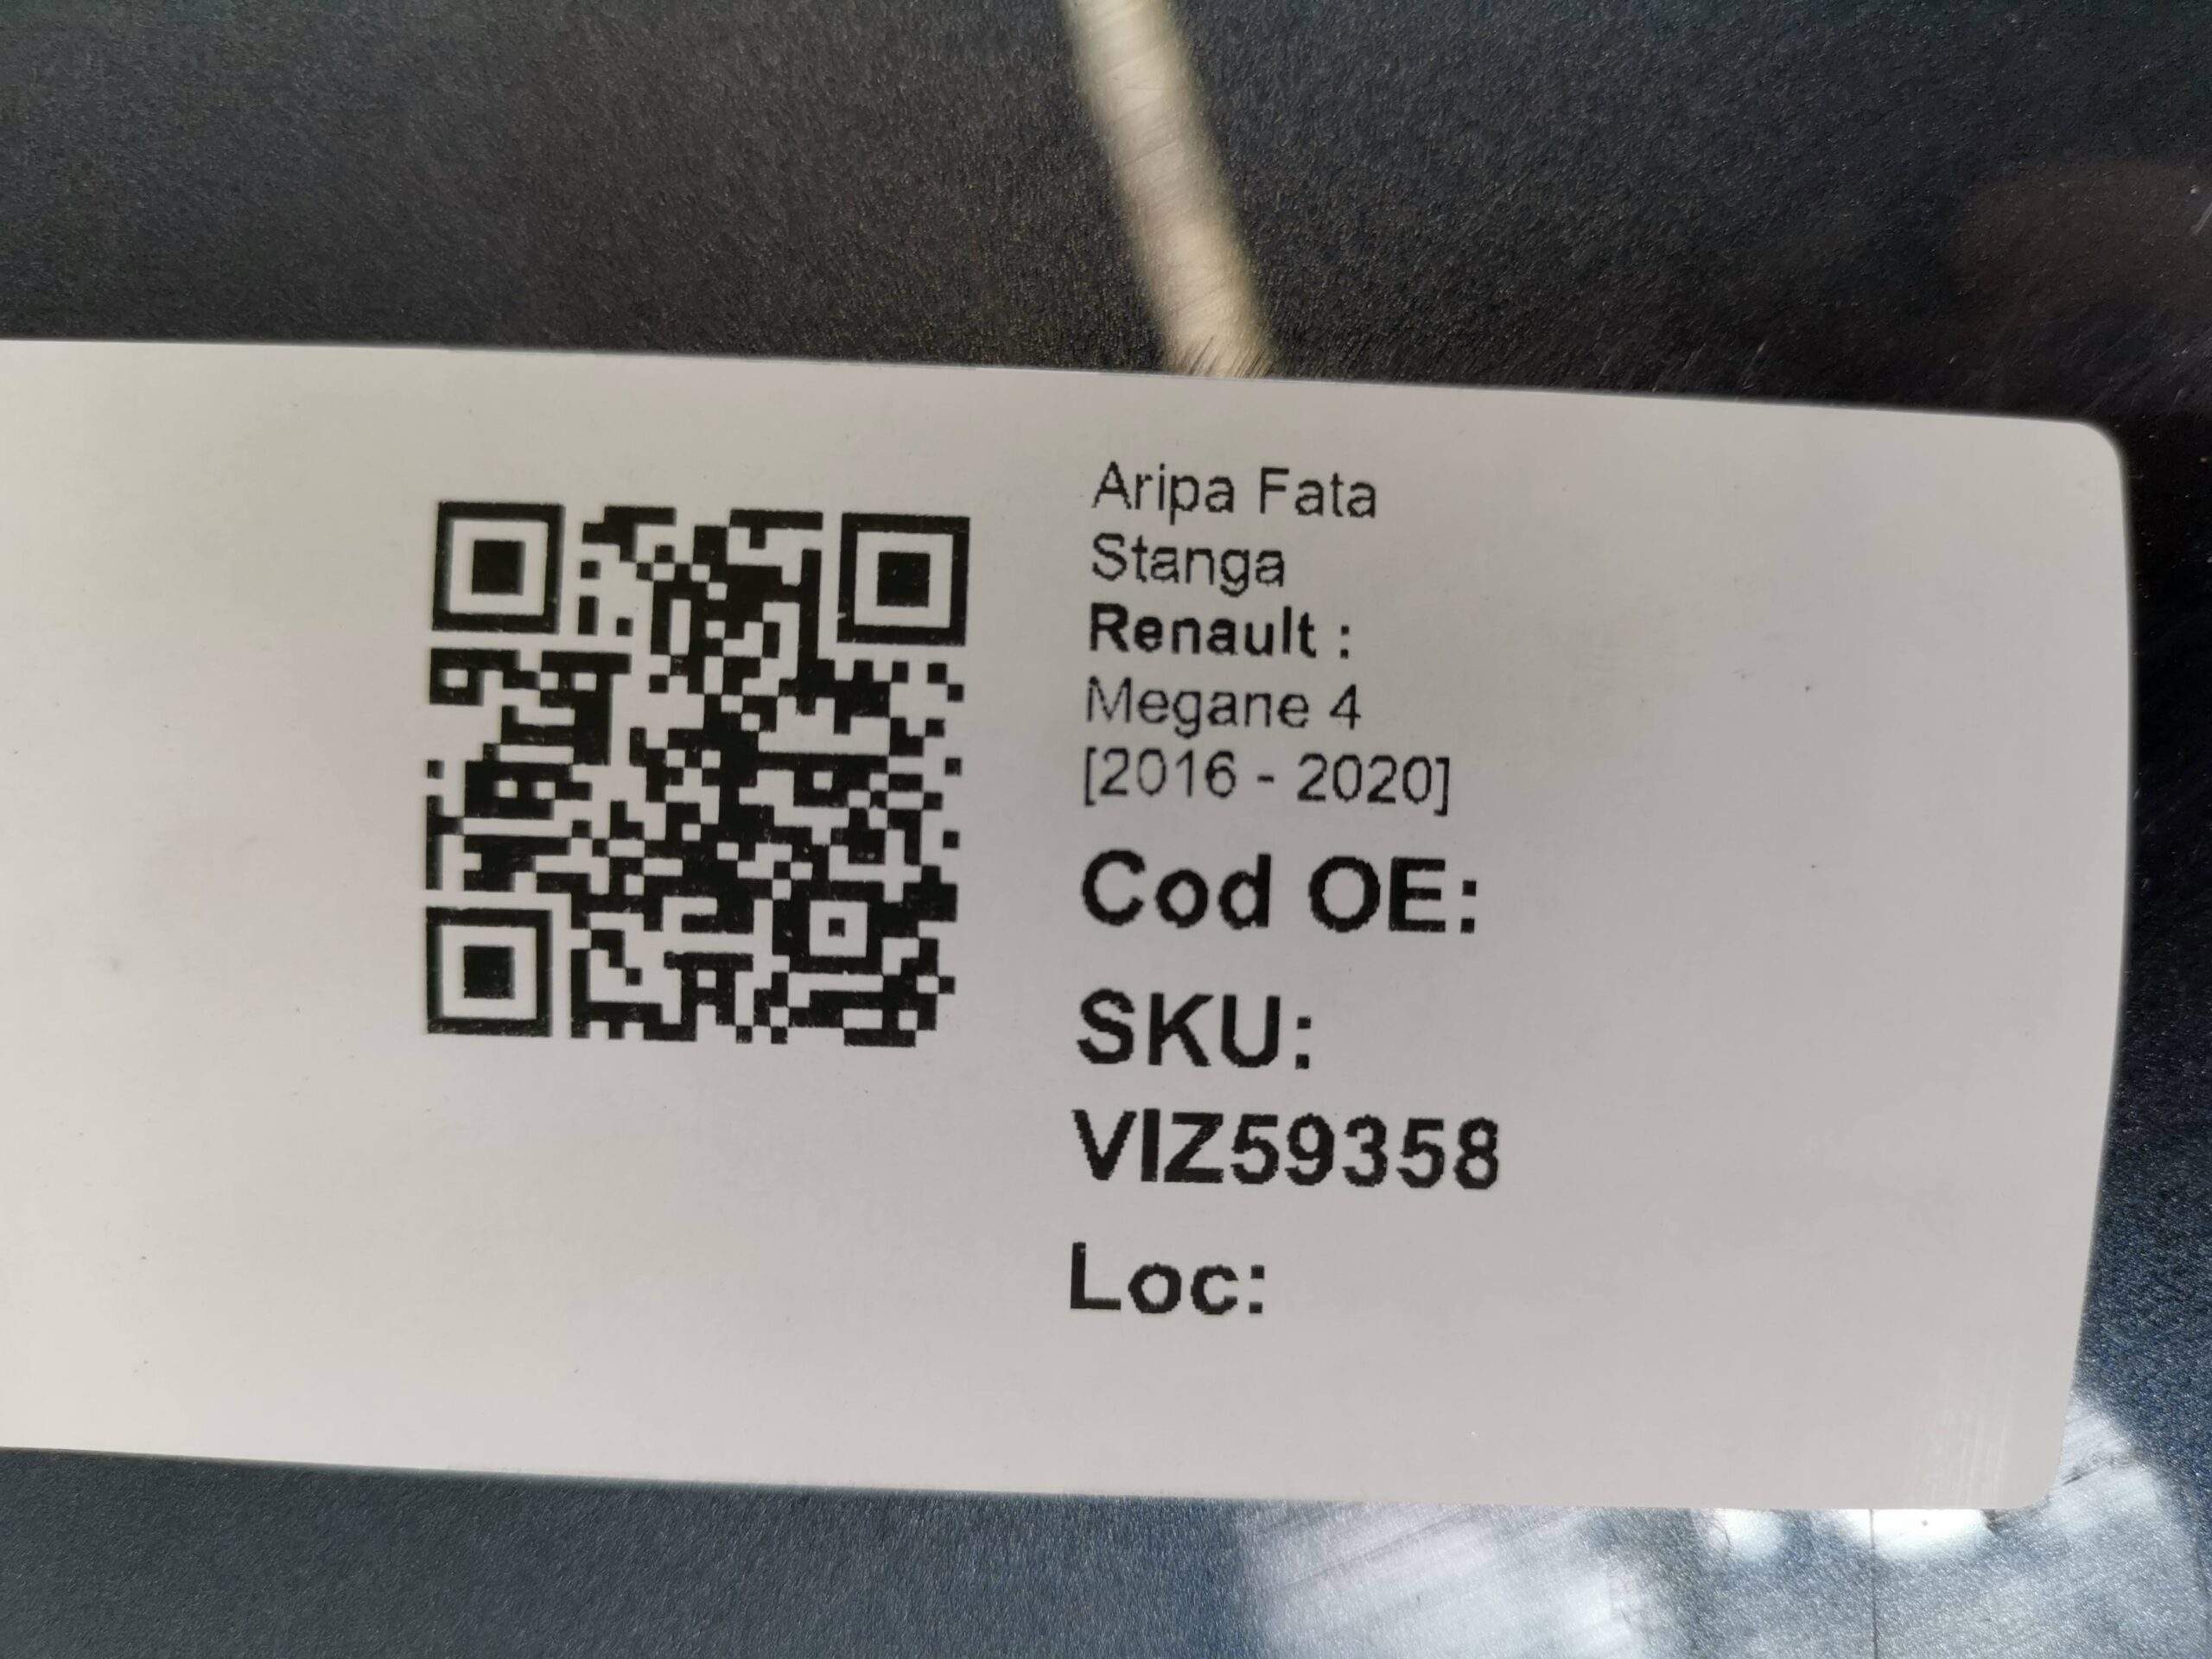 Aripa Fata
Stanga
Renault :
Megane 4
[2016 - 2020]
Cod OE:
SKU:
VIZ59358
Loc: